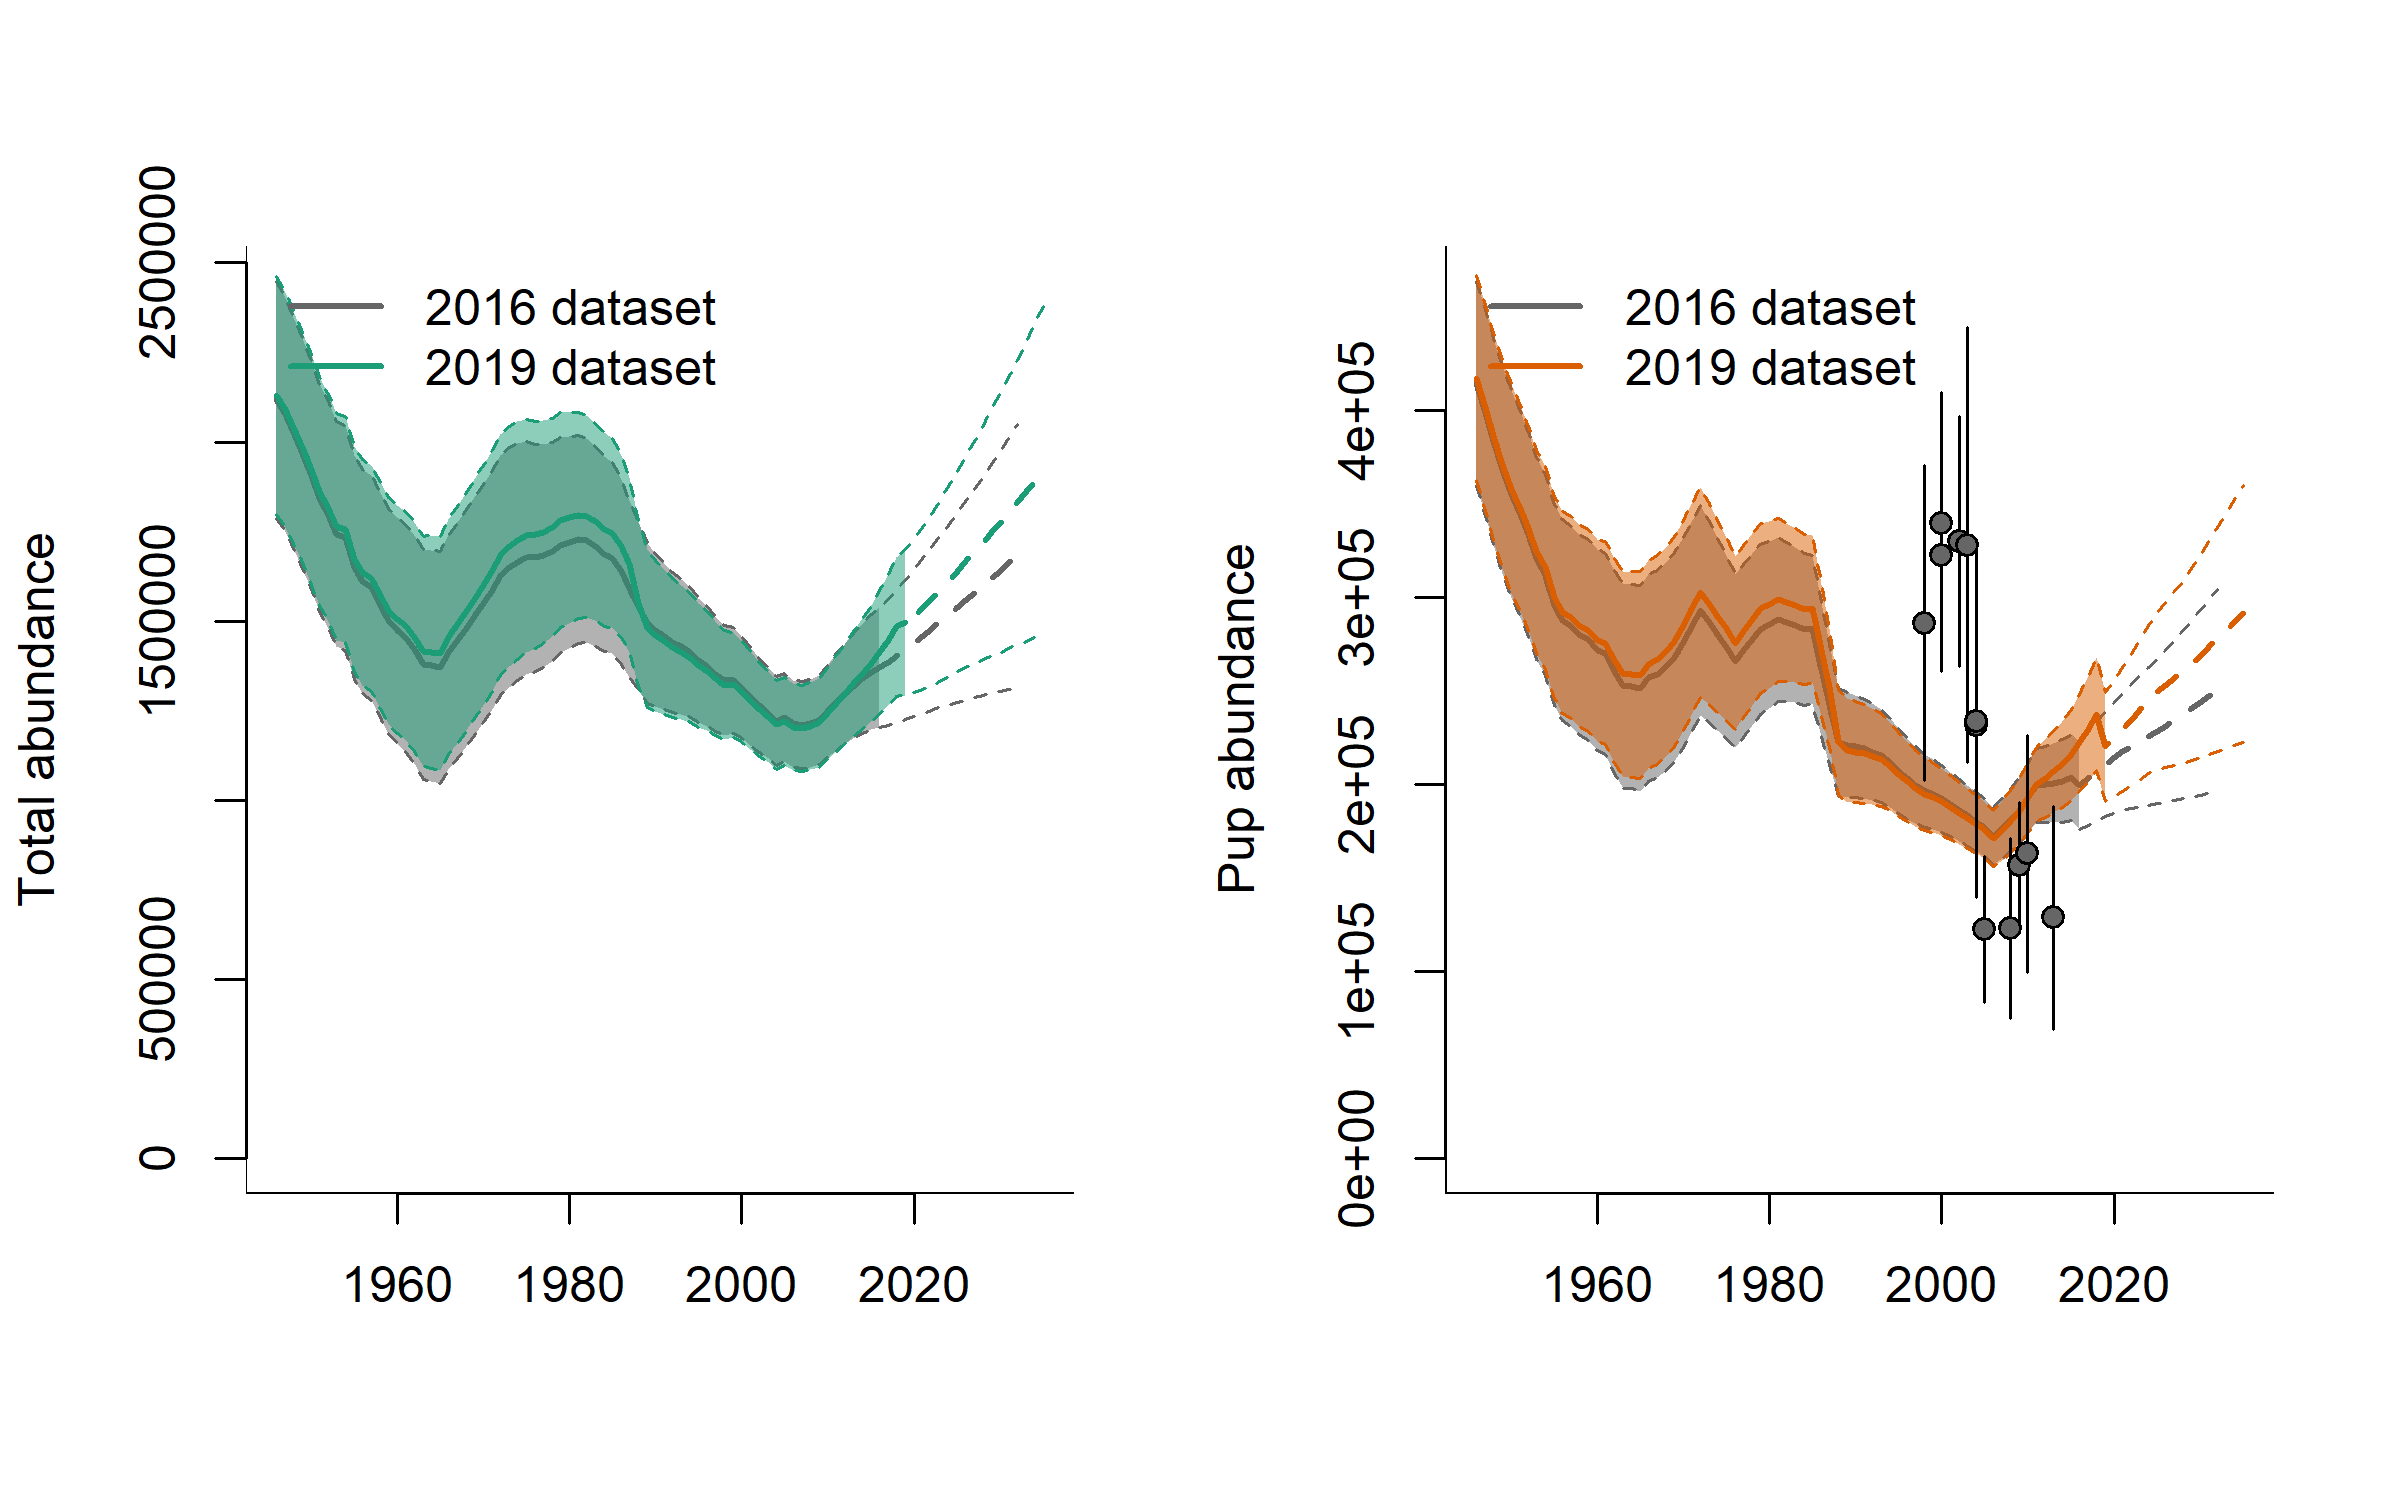 Total abundance
2500000
1500000
500000
0
2016 dataset
2019 dataset
1960 1980 2000 2020
Pup abundance
4e+05
3e+05
2e+05
1e+05
0e+00
2016 dataset
2019 dataset
1960 1980 2000 2020